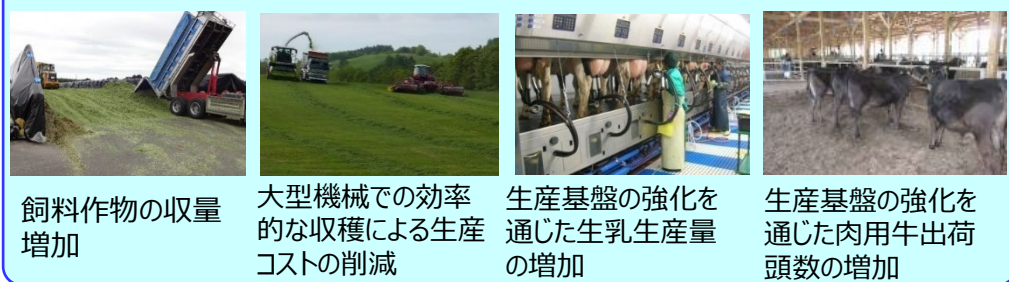 飼料作物の収量
増加
大型機械での効率
的な収穫による生産
コストの削減
生産基盤の強化を
通じた生乳生産量
の増加
生産基盤の強化を
通じた肉用牛出荷
頭数の増加